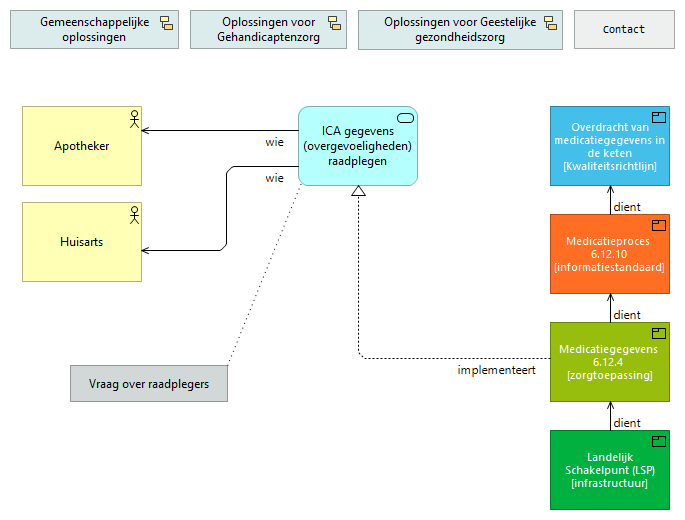 Gemeenschappelijke
oplossingen
Oplossingen voor
Gehandicaptenzorg
Oplossingen voor Geestelijke
gezondheidszorg
Contact
Apotheker
wie
ICA gegevens
(overgevoeligheden)
raadplegen
wie
Huisarts
Overdracht van
medicatiegegevens in
de keten
[Kwaliteitsrichtlijn]
dient
Medicatieproces
6.12.10
[informatiestandaard]
dient
Medicatiegegevens
6.12.4
[zorgtoepassing]
implementeert
Vraag over raadplegers
dient
Landelijk
Schakelpunt (LSP)
[infrastructuur]